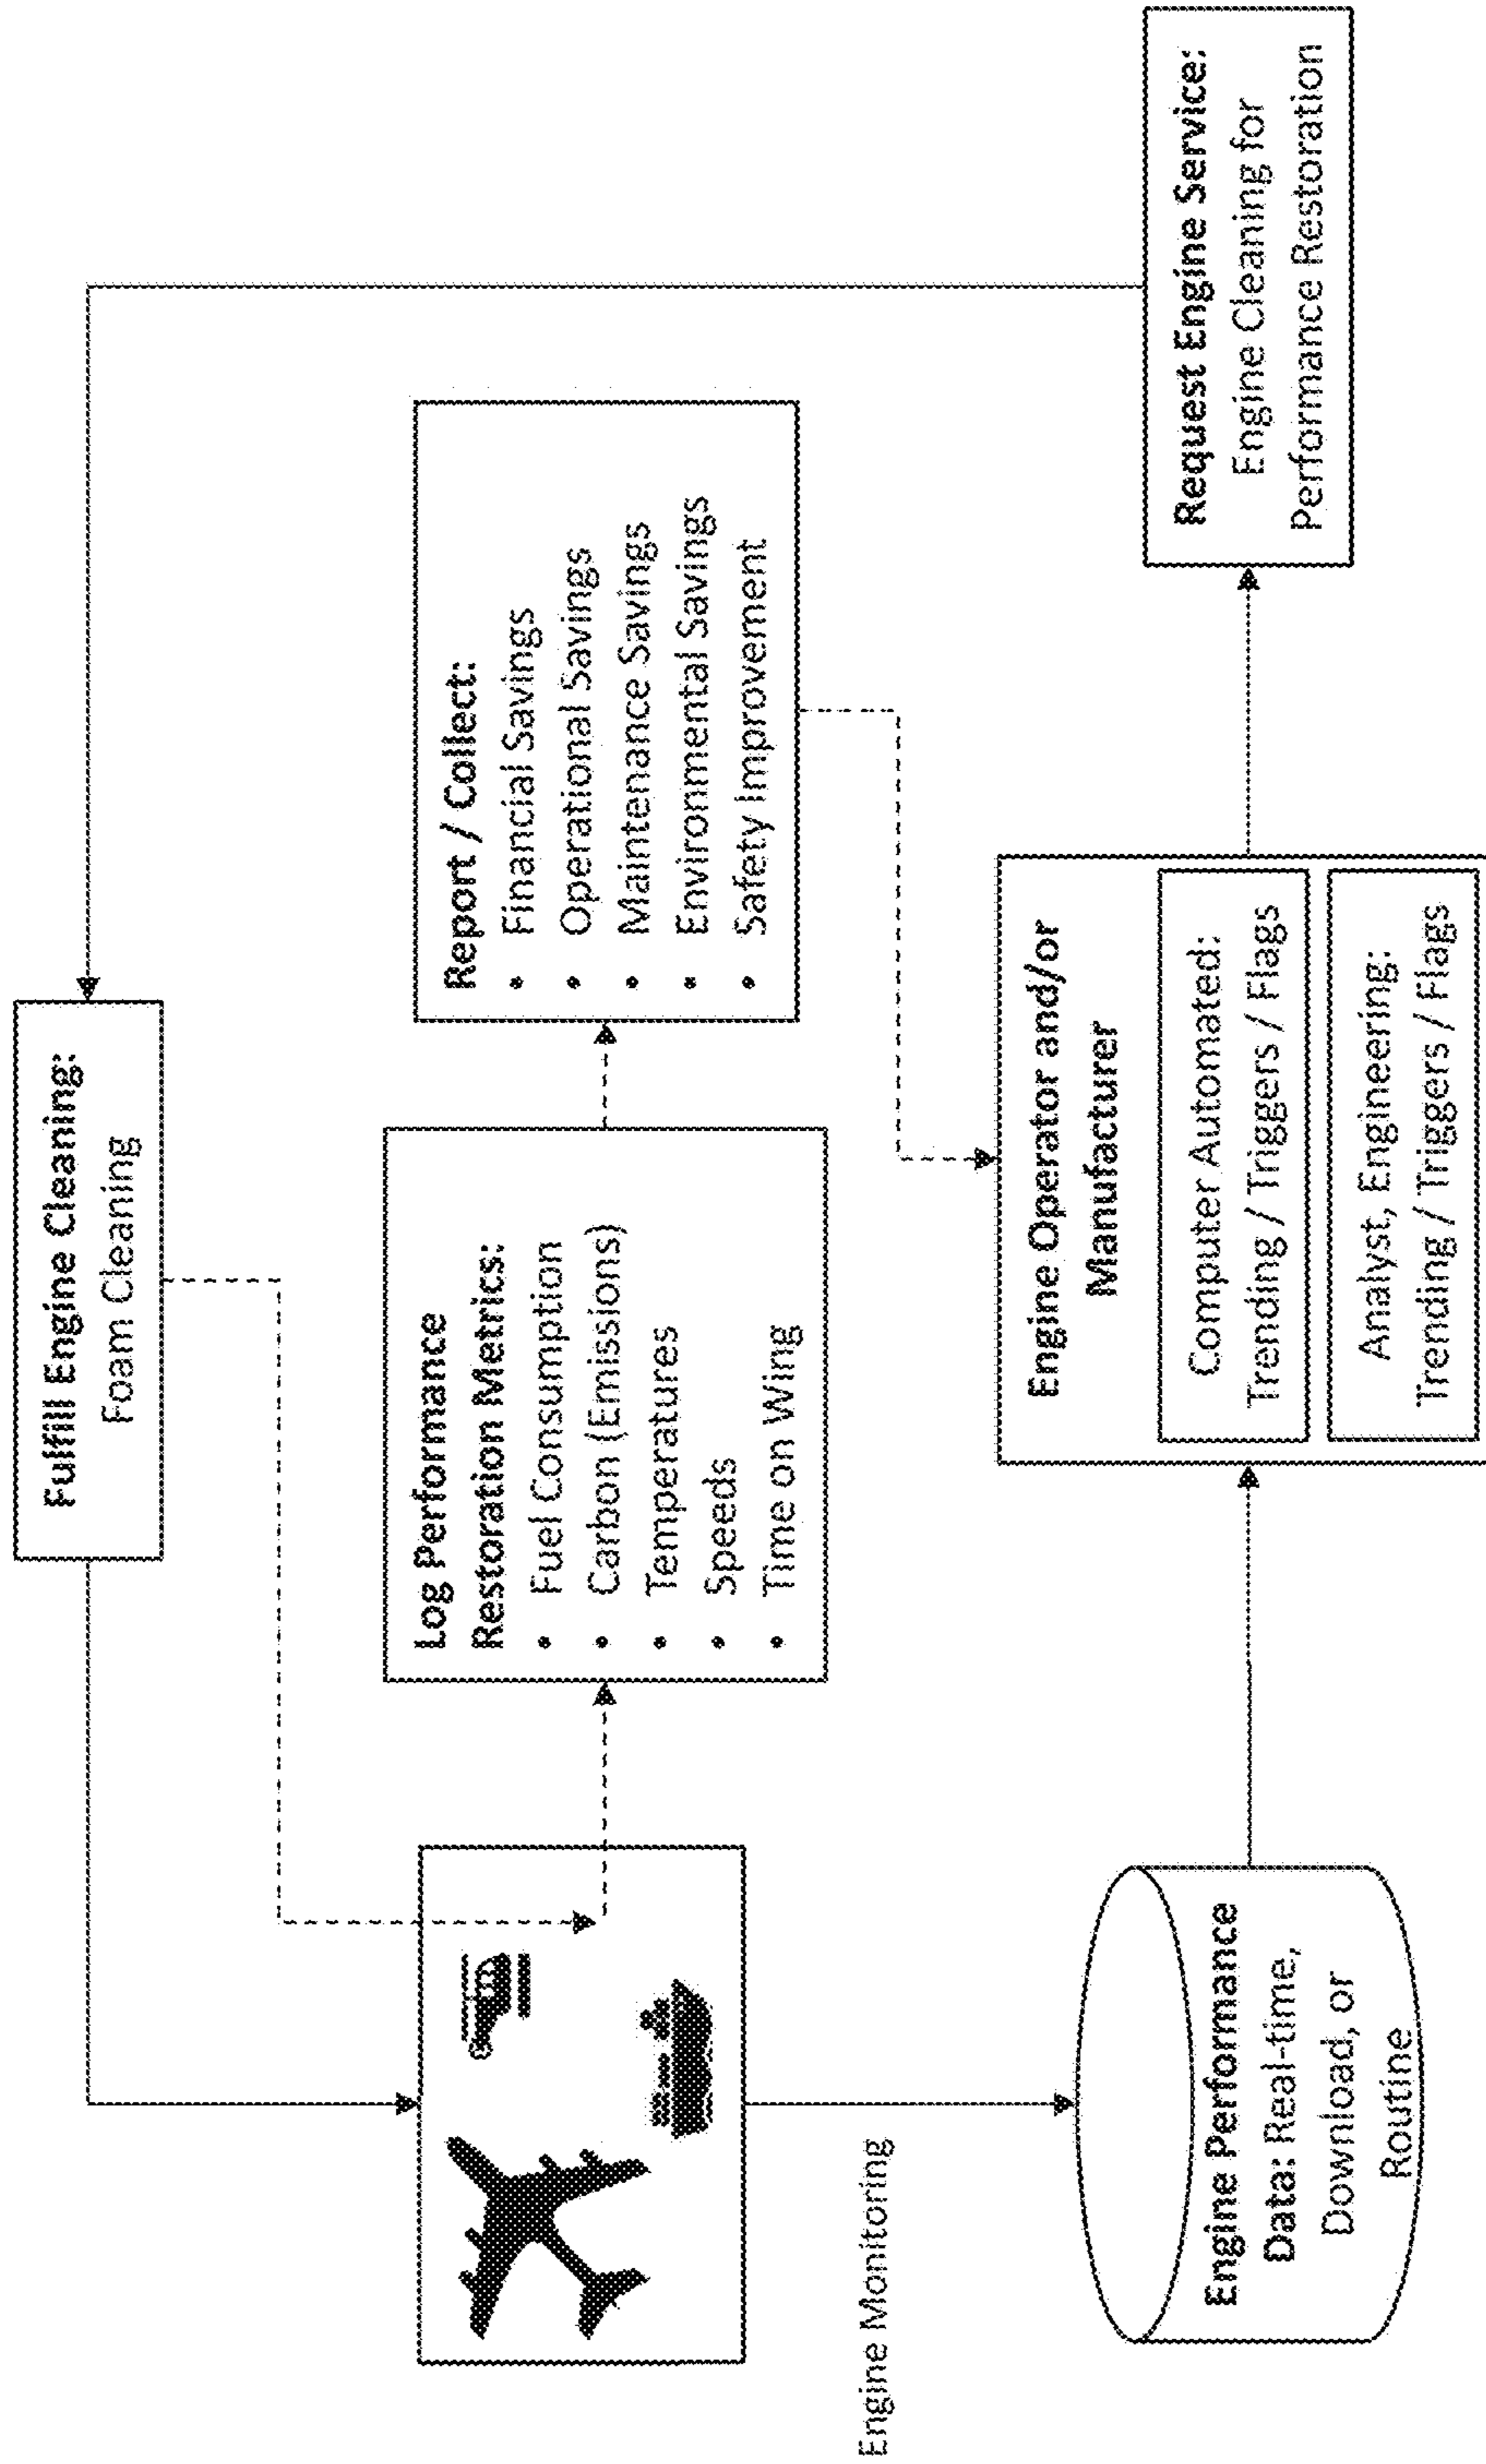 Fulfill Engine Cleaning:
Foam Cleaning
Log Performance
Restoration Metrics:
• Fuel Consumption
• Carbon (Emissions)
• Temperatures
• Speeds
• Time on Wing
Report / Collect:
• Financial Savings
• Operational Savings
• Maintenance Savings
• Environmental Savings
• Safety Improvement
Engine Monitoring
Engine Performance
Data: Real-time,
Download, or
Routine
Engine Operator and/or
Manufacturer
Computer Automated:
Trending / Triggers / Flags
Analyst, Engineering:
Trending / Triggers / Flags
Request Engine Service:
Engine Cleaning for
Performance Restoration